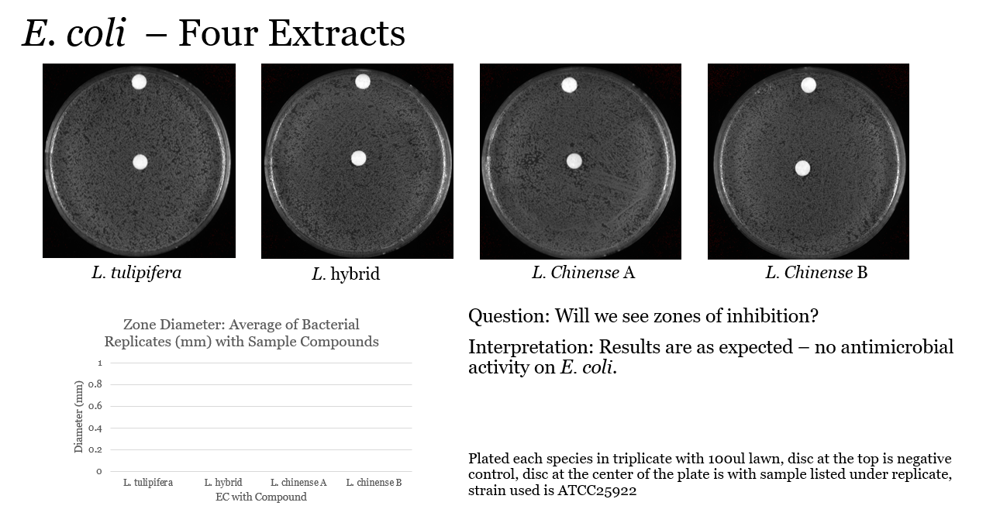 E. coli – Four Extracts
L. tulipifera
L. hybrid
L. Chinense A
L. Chinense B
Zone Diameter: Average of Bacterial
Replicates (mm) with Sample Compounds
Diameter (mm)
1
0.8
0.6
0.4
0.2
0
L. tulipifera
L. hybrid
L. chinense A
L. chinense B
EC with Compound
Question: Will we see zones of inhibition?
Interpretation: Results are as expected – no antimicrobial
activity on E. coli.
Plated each species in triplicate with 100ul lawn, disc at the top is negative
control, disc at the center of the plate is with sample listed under replicate,
strain used is ATCC25922